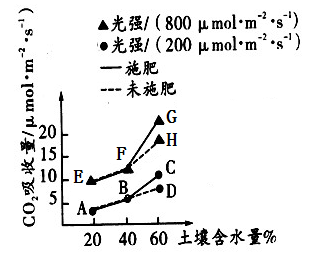 ▲光强/(800 μmol·m⁻²·s⁻¹)
●光强/(200 μmol·m⁻²·s⁻¹)
—施肥
---未施肥
CO₂吸收量/μmol·m⁻²·s⁻¹
20
15
10
5
G
H
F
E
C
B
D
A
20 40 60 土壤含水量%